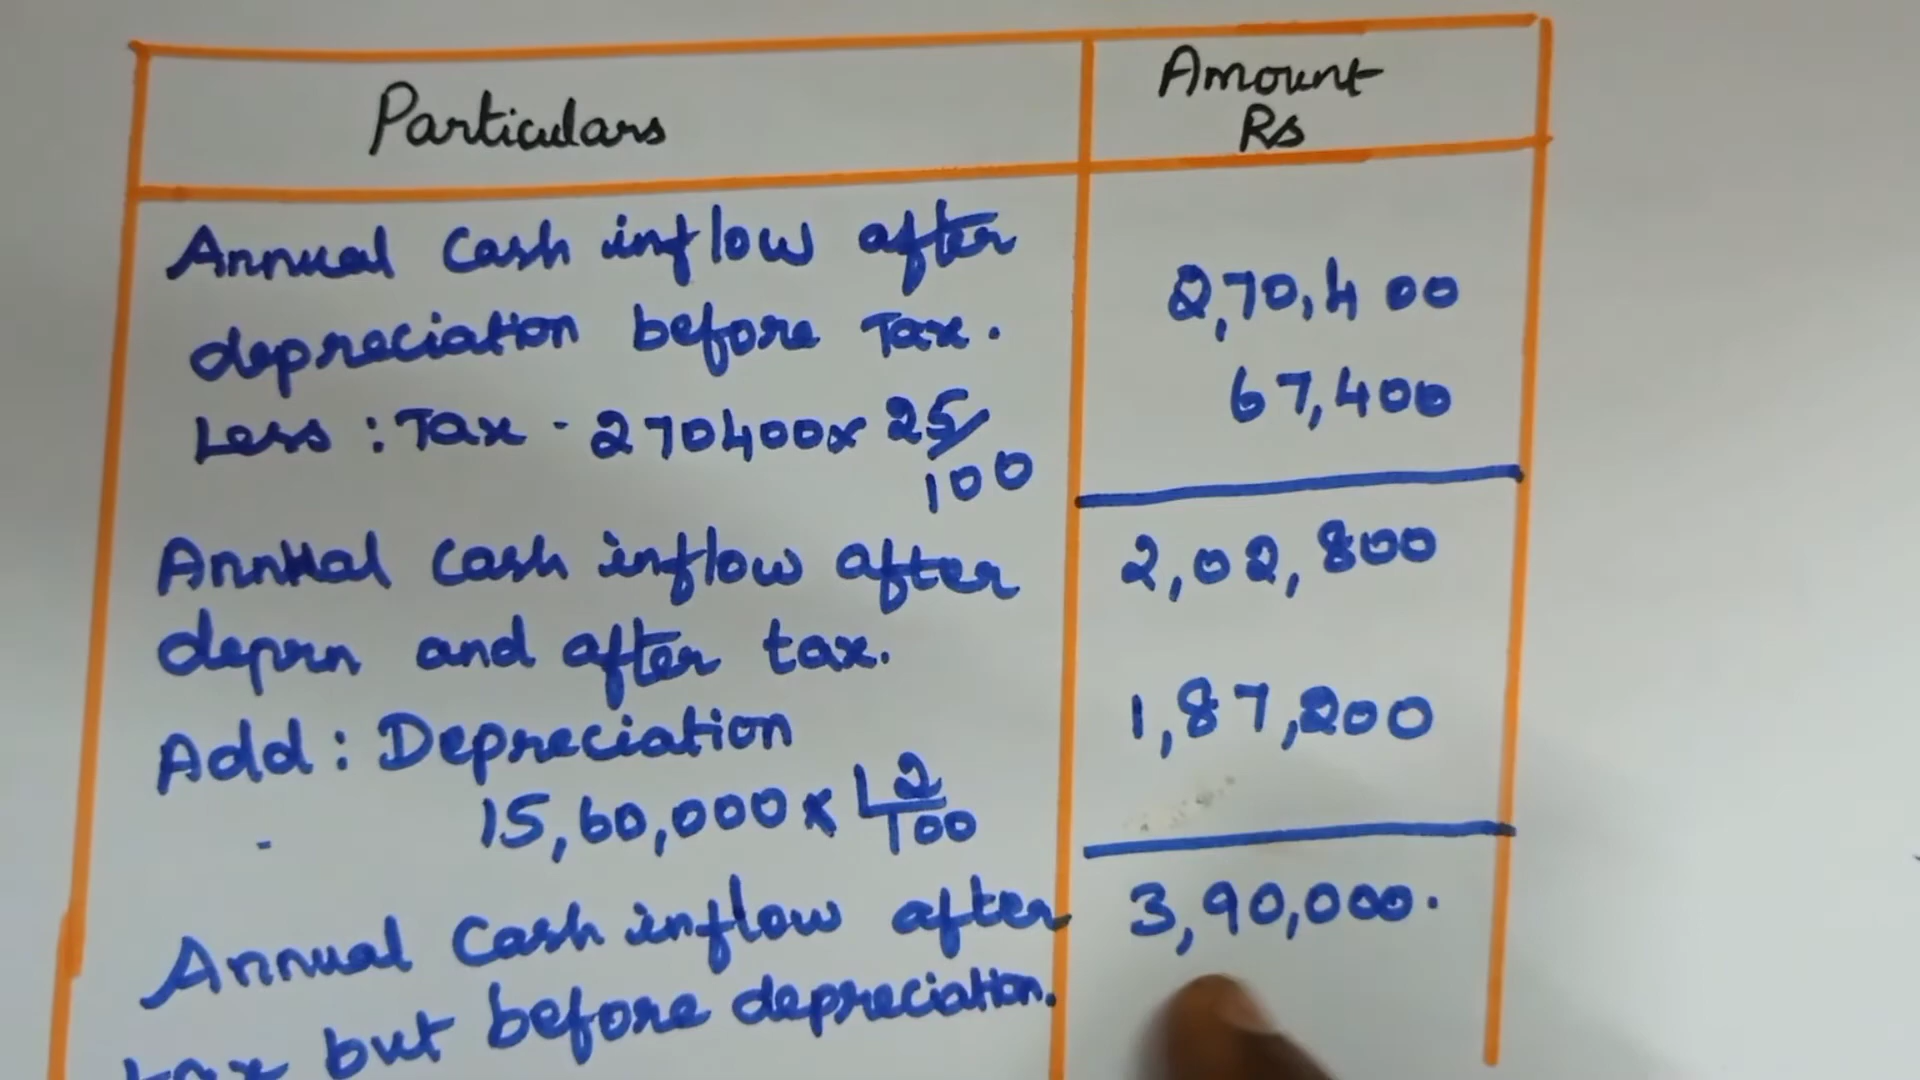 Particulars
Amount
Rs
Annual Cash inflow after
depreciation before Tax.
2,70,400
Less : Tax - 270400x 25/100
67,400
Annual cash inflow after
2,02,800
deprn and after tax.
Add : Depreciation
1,87,200
15,60,000 x 12/100
Annual Cash inflow after
3,90,000.
tax but before depreciation.